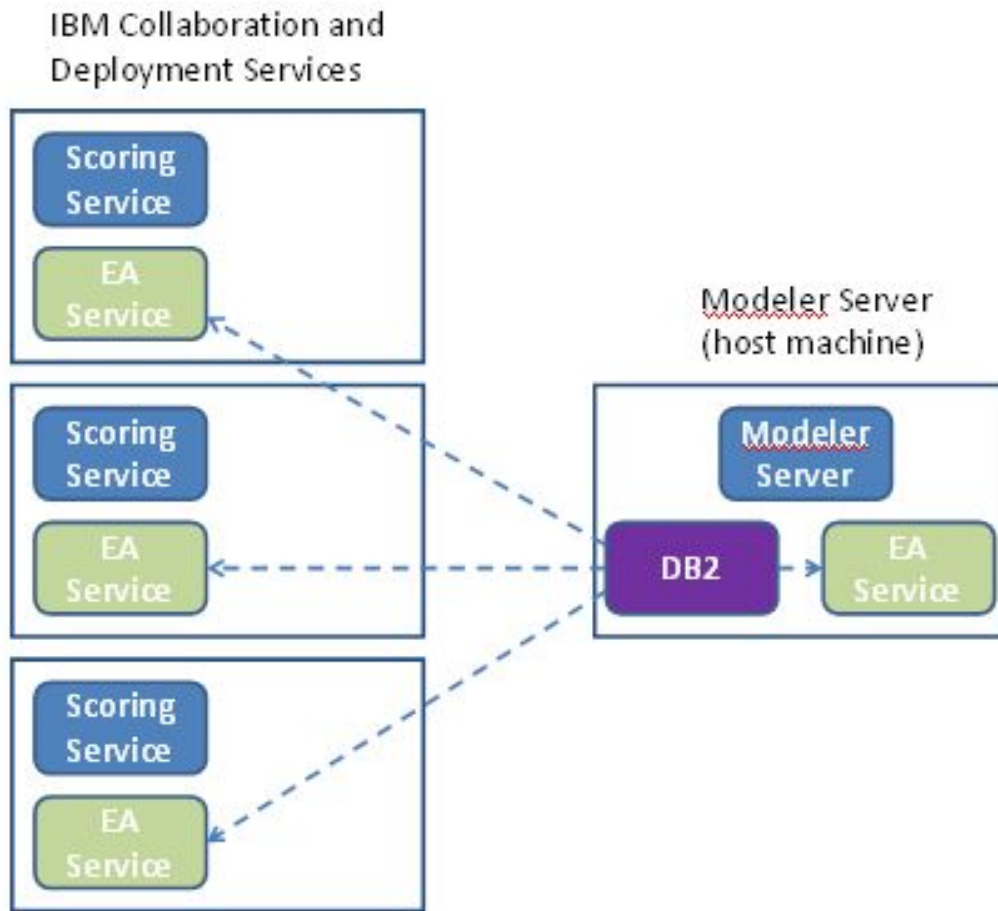 IBM Collaboration and
Deployment Services
Scoring
Service
EA
Service
Scoring
Service
EA
Service
Scoring
Service
EA
Service
Modeler Server
(host machine)
Modeler
Server
DB2
EA
Service